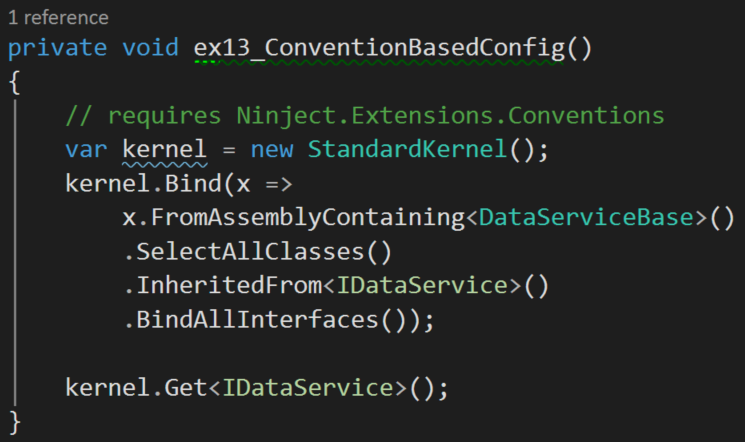 1 reference
private void ex13_ConventionBasedConfig()
{
    // requires Ninject.Extensions.Conventions
    var kernel = new StandardKernel();
    kernel.Bind(x =>
        x.FromAssemblyContaining<DataServiceBase>()
        .SelectAllClasses()
        .InheritedFrom<IDataService>()
        .BindAllInterfaces());

    kernel.Get<IDataService>();
}